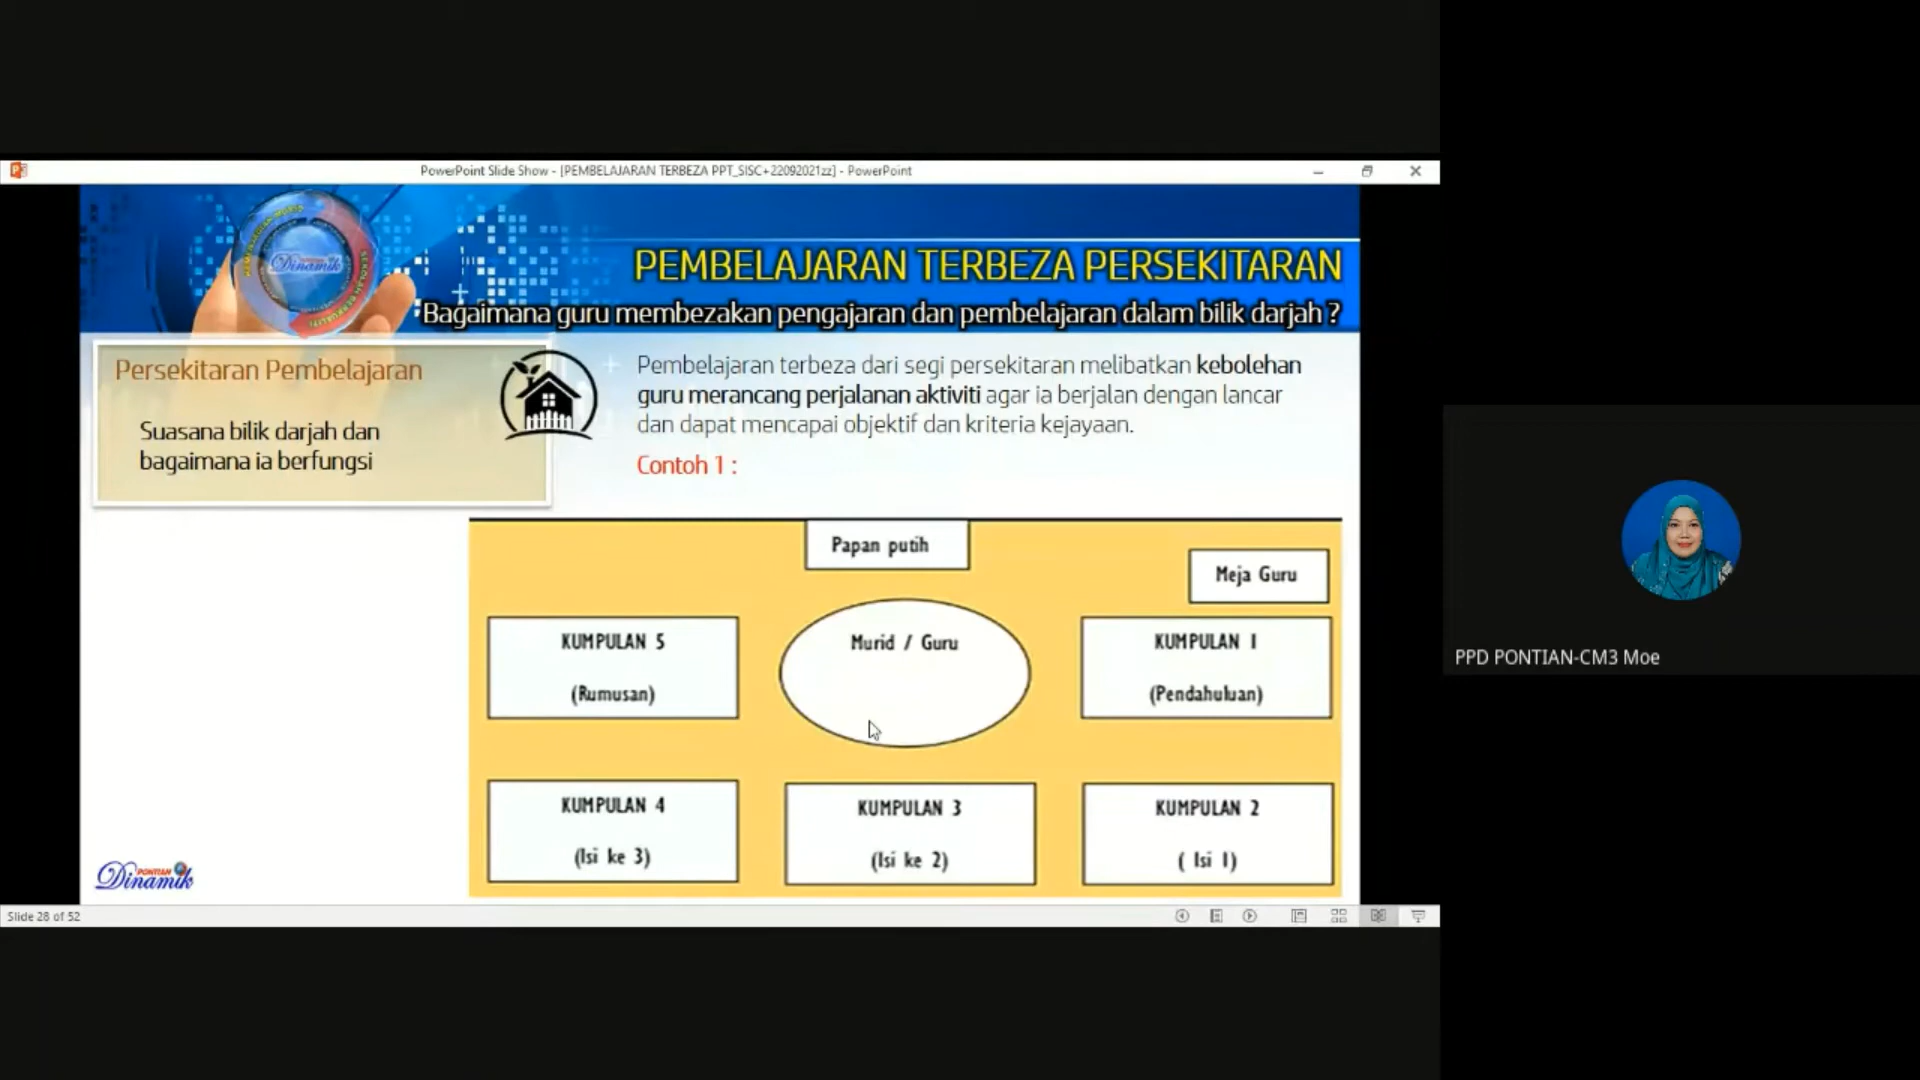 PowerPoint Slide Show - [PEMBELAJARAN TERBEZA PPT_SISC+22092021zz] - PowerPoint
Dinamik
PEMBELAJARAN TERBEZA PERSEKITARAN
Bagaimana guru membezakan pengajaran dan pembelajaran dalam bilik darjah ?
Persekitaran Pembelajaran
Suasana bilik darjah dan
bagaimana ia berfungsi
Pembelajaran terbeza dari segi persekitaran melibatkan kebolehan
guru merancang perjalanan aktiviti agar ia berjalan dengan lancar
dan dapat mencapai objektif dan kriteria kejayaan.
Contoh 1 :
Papan putih
Meja Guru
KUMPULAN 5
(Rumusan)
Murid / Guru
KUMPULAN 1
(Pendahuluan)
KUMPULAN 4
(Isi ke 3)
KUMPULAN 3
(Isi ke 2)
KUMPULAN 2
( Isi 1)
PONTIAN
Dinamik
Slide 28 of 52
PPD PONTIAN-CM3 Moe